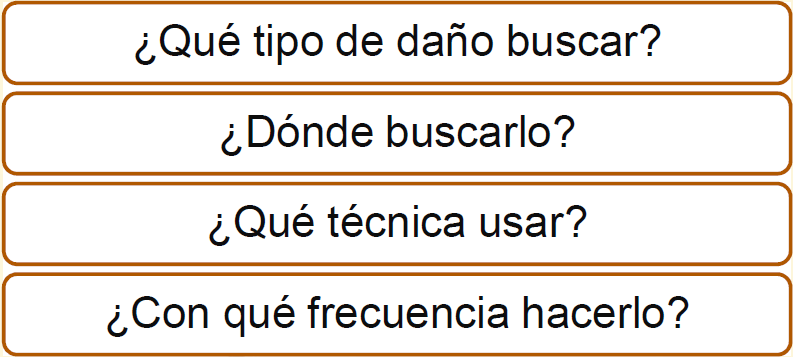 ¿Qué tipo de daño buscar?
¿Dónde buscarlo?
¿Qué técnica usar?
¿Con qué frecuencia hacerlo?